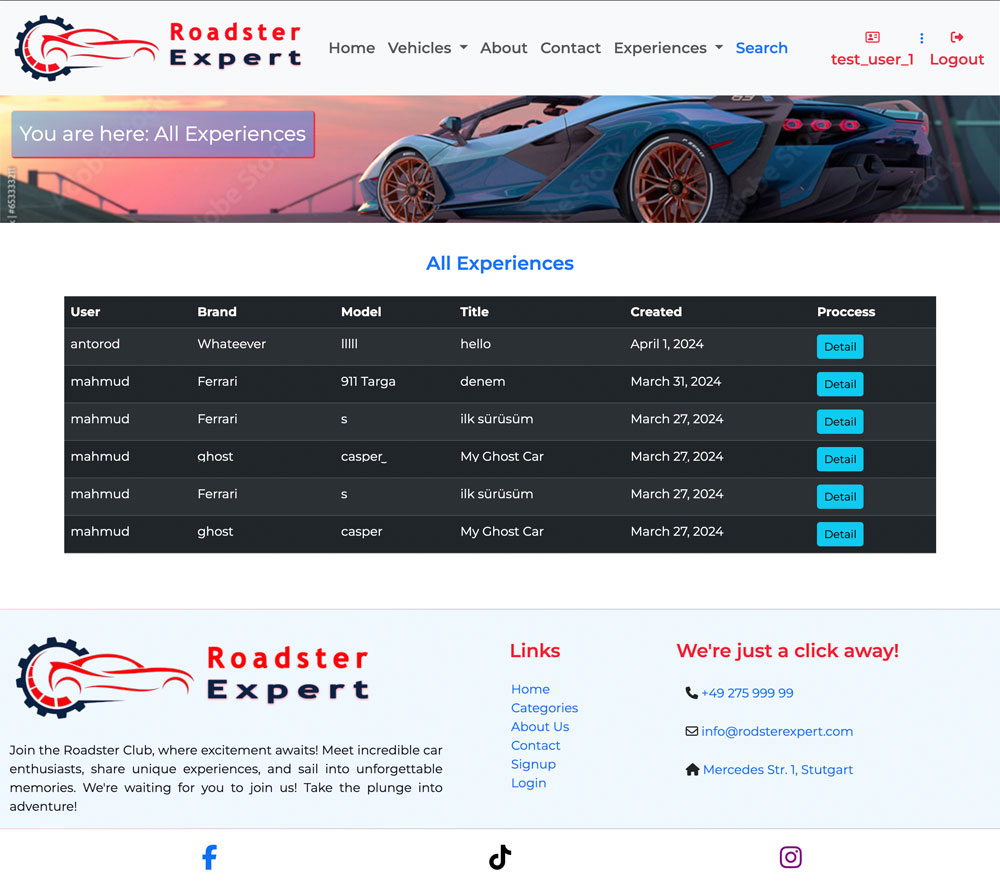 Roadster
Expert
Home Vehicles About Contact Experiences Search
test_user_1 Logout
You are here: All Experiences
All Experiences
User Brand Model Title Created Proccess
antorod Whateever lllll hello April 1, 2024 Detail
mahmud Ferrari 911 Targa denem March 31, 2024 Detail
mahmud Ferrari s ilk sürüsüm March 27, 2024 Detail
mahmud ghost casper_ My Ghost Car March 27, 2024 Detail
mahmud Ferrari s ilk sürüsüm March 27, 2024 Detail
mahmud ghost casper My Ghost Car March 27, 2024 Detail
Roadster
Expert
Join the Roadster Club, where excitement awaits! Meet incredible car
enthusiasts, share unique experiences, and sail into unforgettable
memories. We're waiting for you to join us! Take the plunge into
adventure!
Links
Home
Categories
About Us
Contact
Signup
Login
We're just a click away!
+49 275 999 99
info@rodsterexpert.com
Mercedes Str. 1, Stutgart